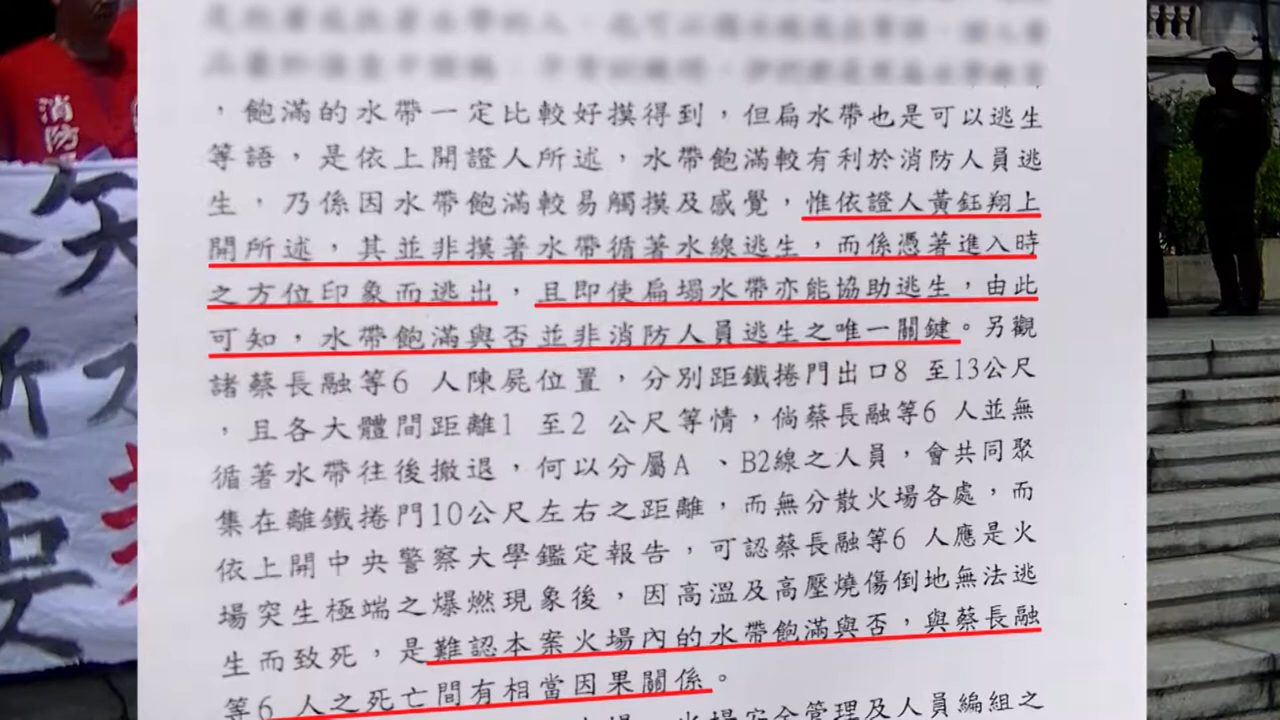 ，飽滿的水帶一定比較好摸得到，但扁水帶也是可以逃生
等語，是依上開證人所述，水帶飽滿較有利於消防人員逃
生，乃係因水帶飽滿較易觸摸及感覺，惟依證人黃鈺翔上
開所述，其並非摸著水帶循著水線逃生，而係憑著進入時
之方位印象而逃出，且即使扁塌水帶亦能協助逃生，由此
可知，水帶飽滿與否並非消防人員逃生之唯一關鍵。另觀
諸蔡長融等6 人陳屍位置，分別距鐵捲門出口8 至13公尺
，且各大體間距離1 至2 公尺等情，倘蔡長融等6 人並無
循著水帶往後撤退，何以分屬A 、B2線之人員，會共同聚
集在離鐵捲門10公尺左右之距離，而無分散火場各處，而
依上開中央警察大學鑑定報告，可認蔡長融等6 人應是火
場突生極端之爆燃現象後，因高溫及高壓燒傷倒地無法逃
生而致死，是難認本案火場內的水帶飽滿與否，與蔡長融
等6 人之死亡間有相當因果關係。
火場安全管理及人員編組之
消防